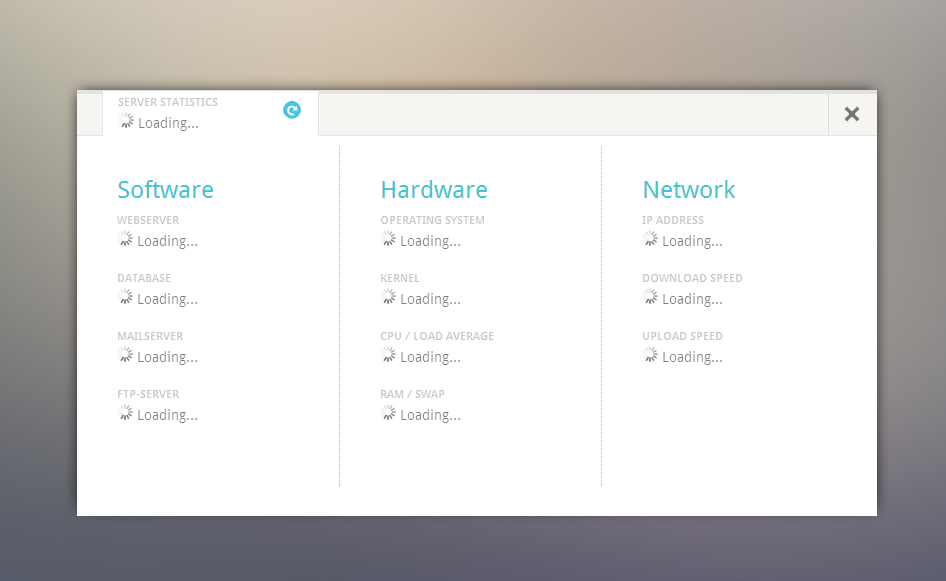 SERVER STATISTICS
Loading...
Software
WEBSERVER
Loading...
DATABASE
Loading...
MAILSERVER
Loading...
FTP-SERVER
Loading...
Hardware
OPERATING SYSTEM
Loading...
KERNEL
Loading...
CPU / LOAD AVERAGE
Loading...
RAM / SWAP
Loading...
Network
IP ADDRESS
Loading...
DOWNLOAD SPEED
Loading...
UPLOAD SPEED
Loading...